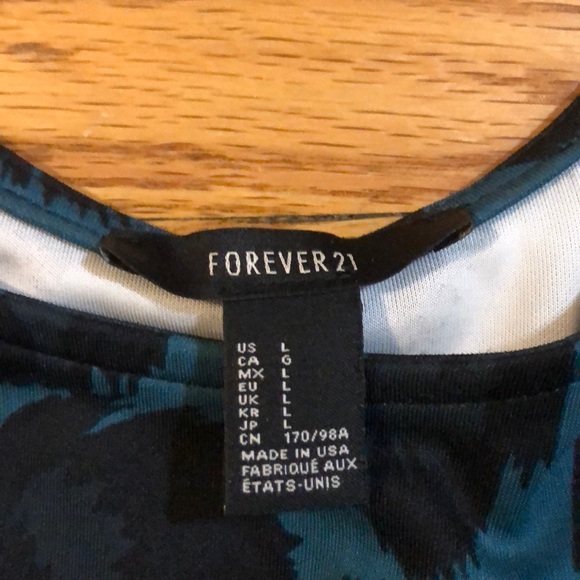 FOREVER 21
US L
CA G
MX L
EU L
UK L
KR L
JP L
CN 170/98A
MADE IN USA
FABRIQUÉ AUX
ÉTATS-UNIS